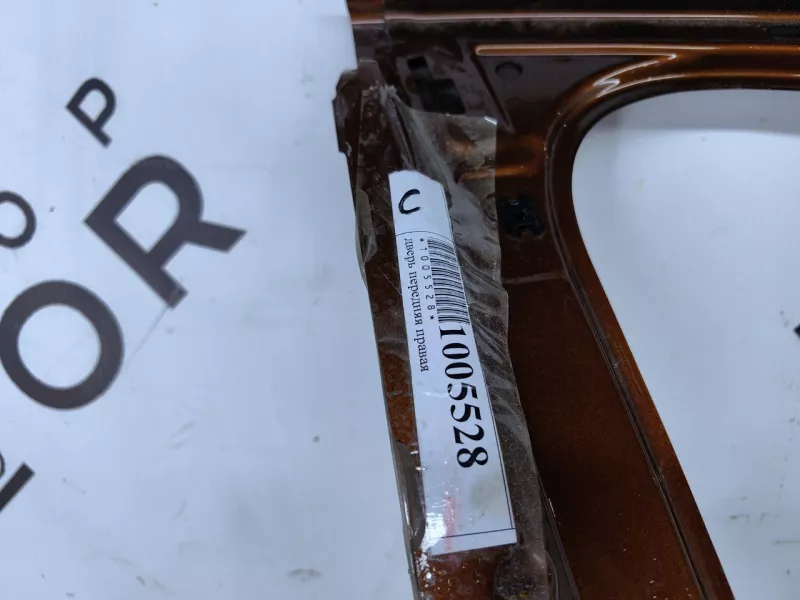 С
*1005528*
1005528
дверь передняя правая
О Р
OR